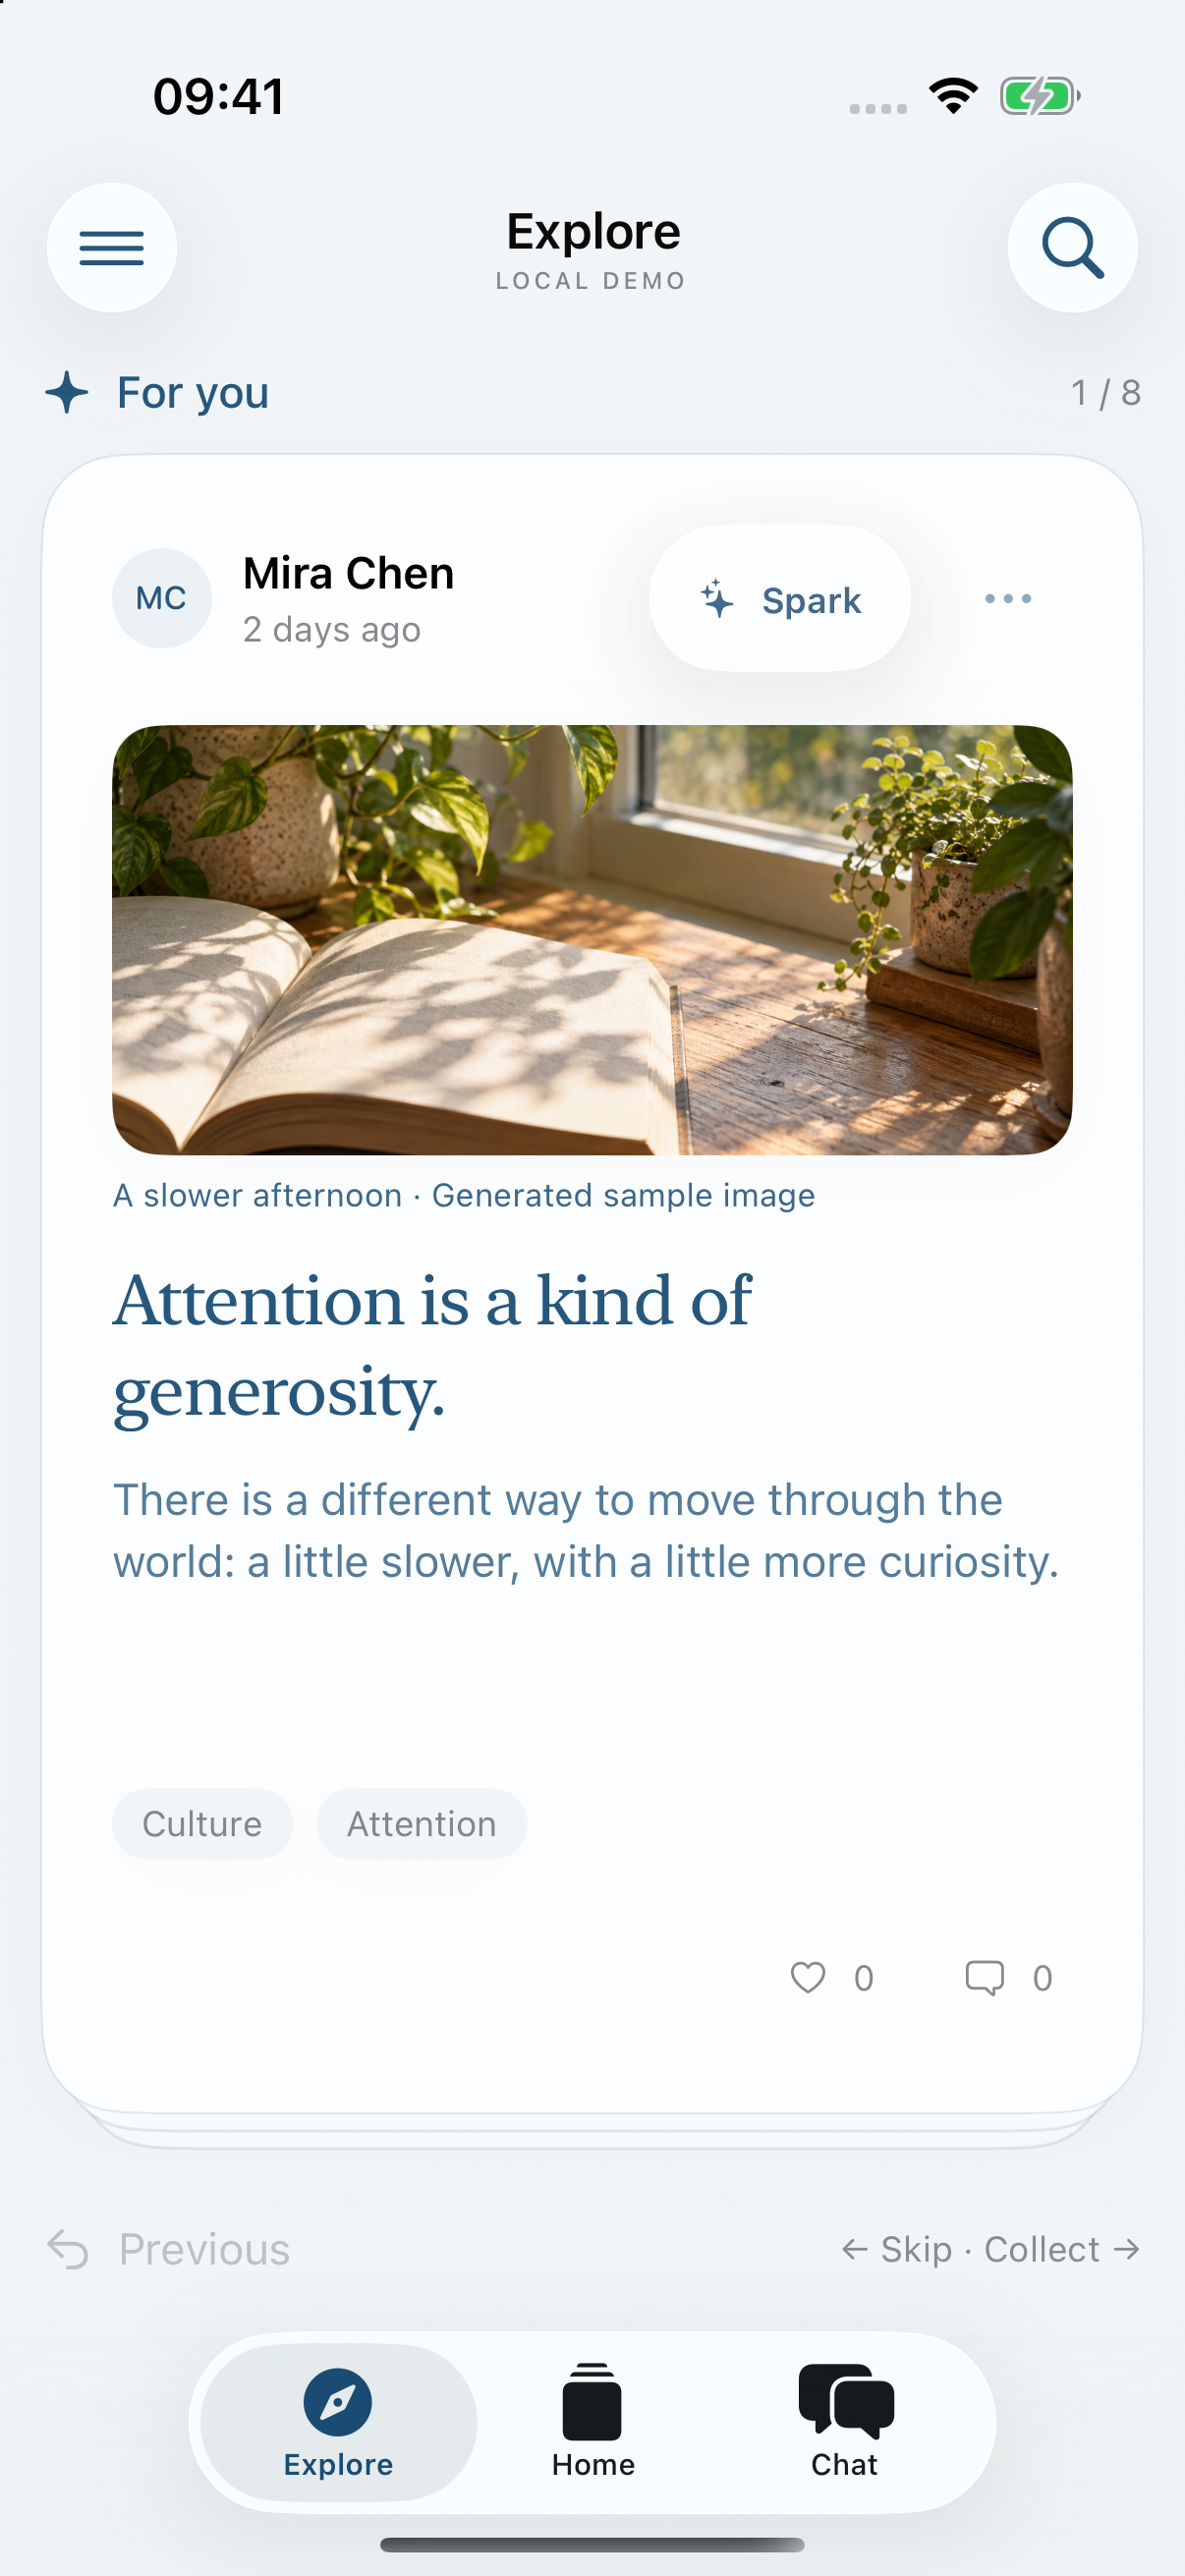 09:41
Explore
LOCAL DEMO
For you
1 / 8
MC
Mira Chen
2 days ago
Spark
A slower afternoon · Generated sample image
Attention is a kind of
generosity.
There is a different way to move through the
world: a little slower, with a little more curiosity.
Culture
Attention
0
0
Previous
← Skip · Collect →
Explore
Home
Chat